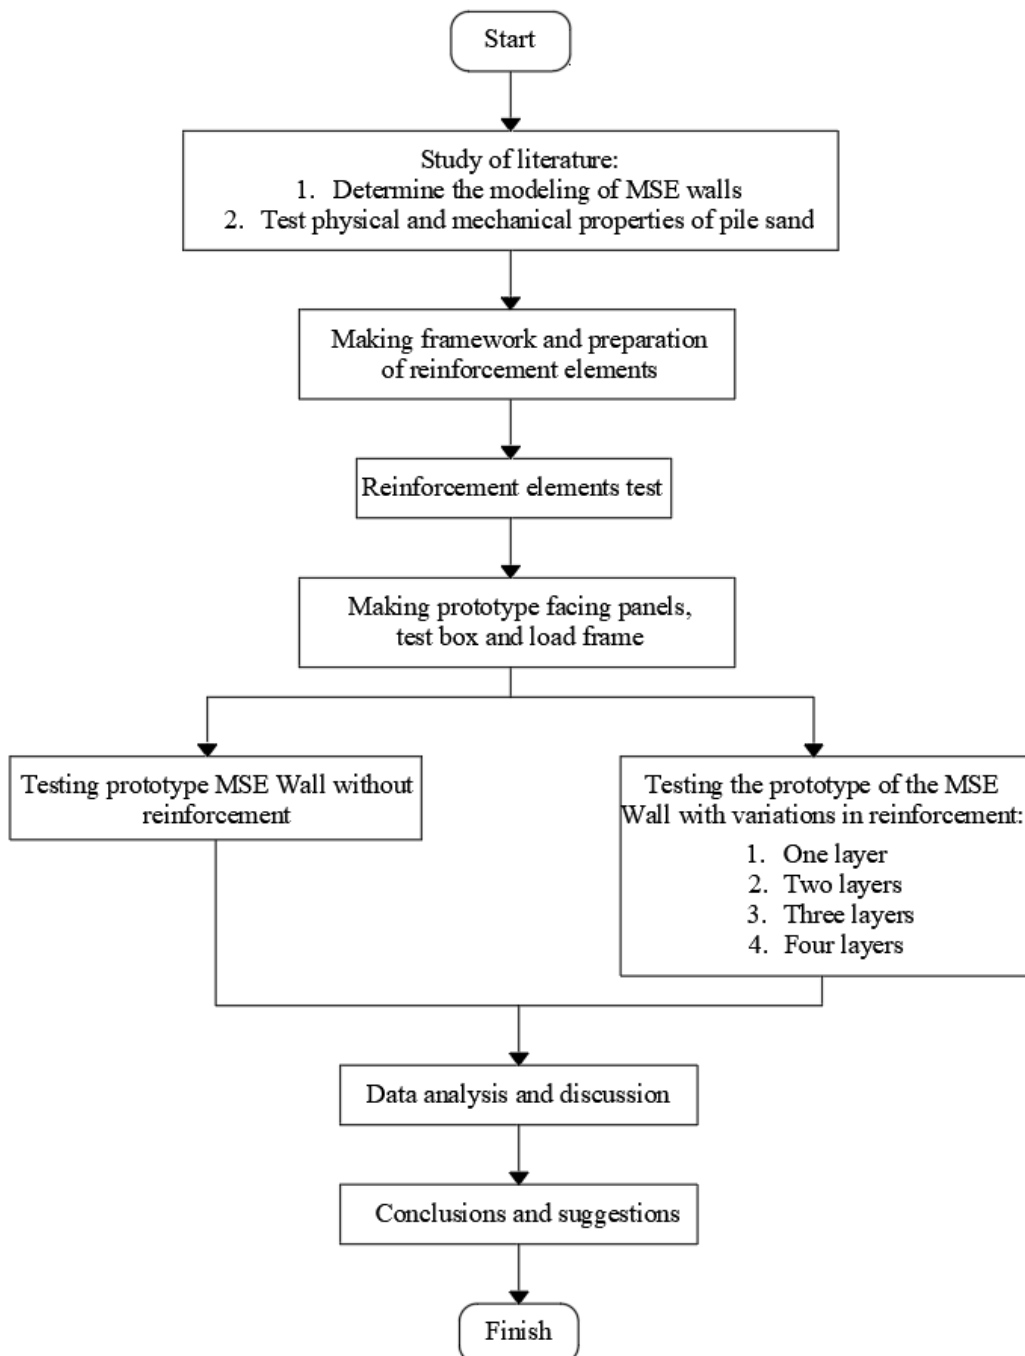 Start
Study of literature:
1. Determine the modeling of MSE walls
2. Test physical and mechanical properties of pile sand
Making framework and preparation
of reinforcement elements
Reinforcement elements test
Making prototype facing panels,
test box and load frame
Testing prototype MSE Wall without
reinforcement
Testing the prototype of the MSE
Wall with variations in reinforcement:
1. One layer
2. Two layers
3. Three layers
4. Four layers
Data analysis and discussion
Conclusions and suggestions
Finish